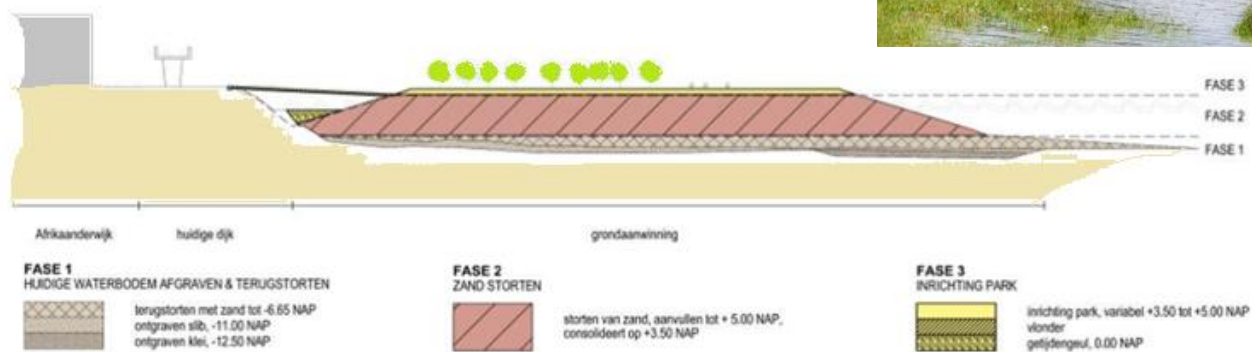 FASE 3
FASE 2
FASE 1
Afrikaanderwijk
huidige dijk
grondaanwinning
FASE 1
HUIDIGE WATERBODEM AFGRAVEN & TERUGSTORTEN
terugstorten met zand tot -6.65 NAP
ontgraven slib, -11.00 NAP
ontgraven klei, -12.50 NAP
FASE 2
ZAND STORTEN
storten van zand, aanvullen tot + 5.00 NAP,
consolideert op +3.50 NAP
FASE 3
INRICHTING PARK
inrichting park, variabel +3.50 tot +5.00 NAP
vlonder
getijdengeul, 0.00 NAP